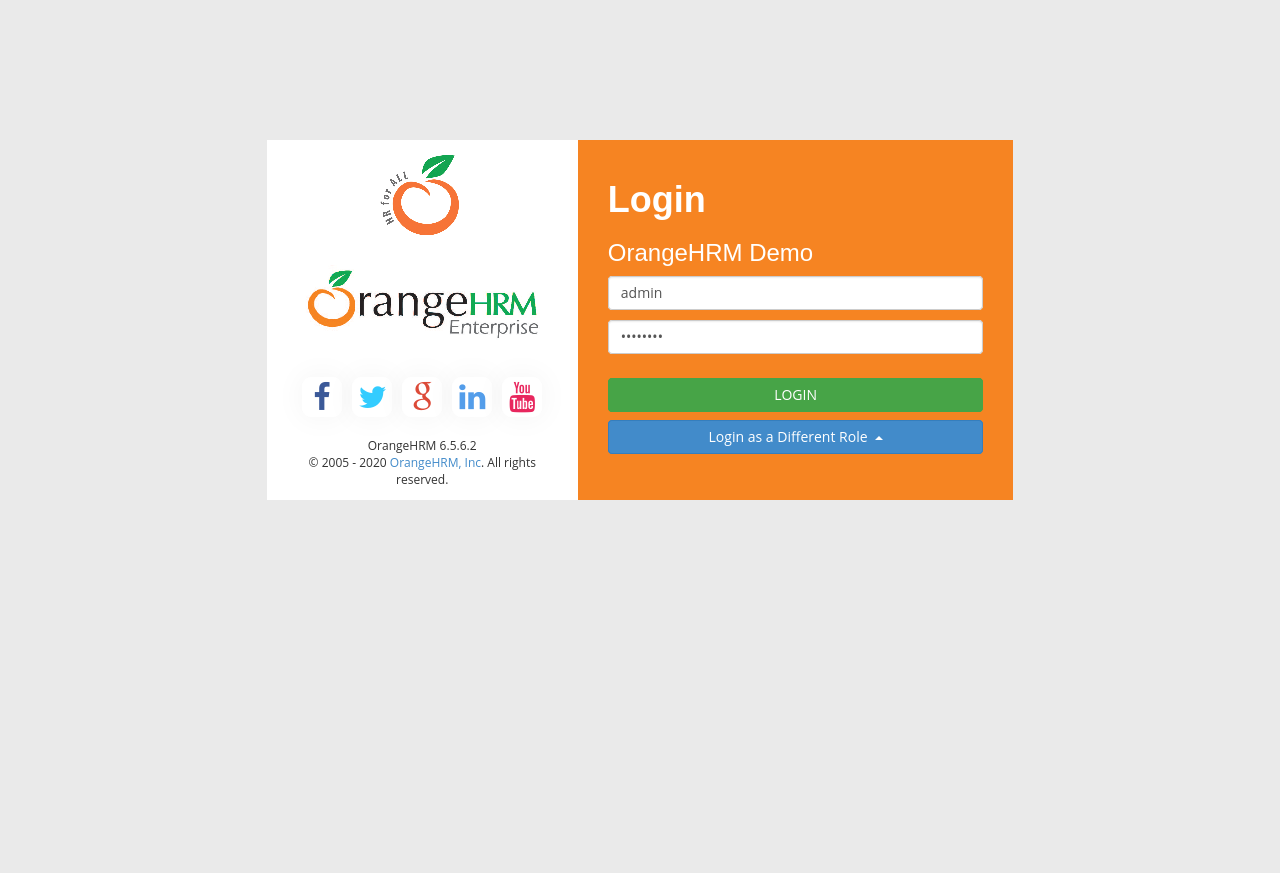 HR for ALL
OrangeHRM
Enterprise
You
Tube
OrangeHRM 6.5.6.2
© 2005 - 2020 OrangeHRM, Inc. All rights
reserved.
Login
OrangeHRM Demo
admin
••••••••
LOGIN
Login as a Different Role